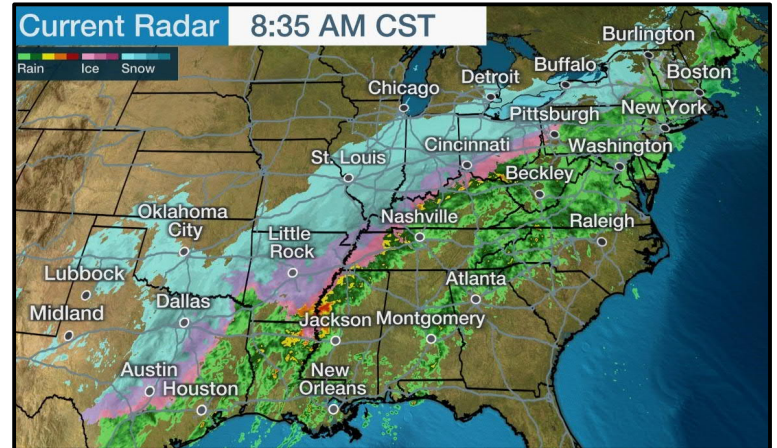 Current Radar
8:35 AM CST
Rain
Ice
Snow
Burlington
Buffalo
Detroit
Boston
Chicago
New York
Pittsburgh
Cincinnati
Washington
St. Louis
Beckley
Oklahoma
City
Nashville
Raleigh
Little
Rock
Lubbock
Atlanta
Dallas
Midland
Jackson
Montgomery
Austin
Houston
New
Orleans